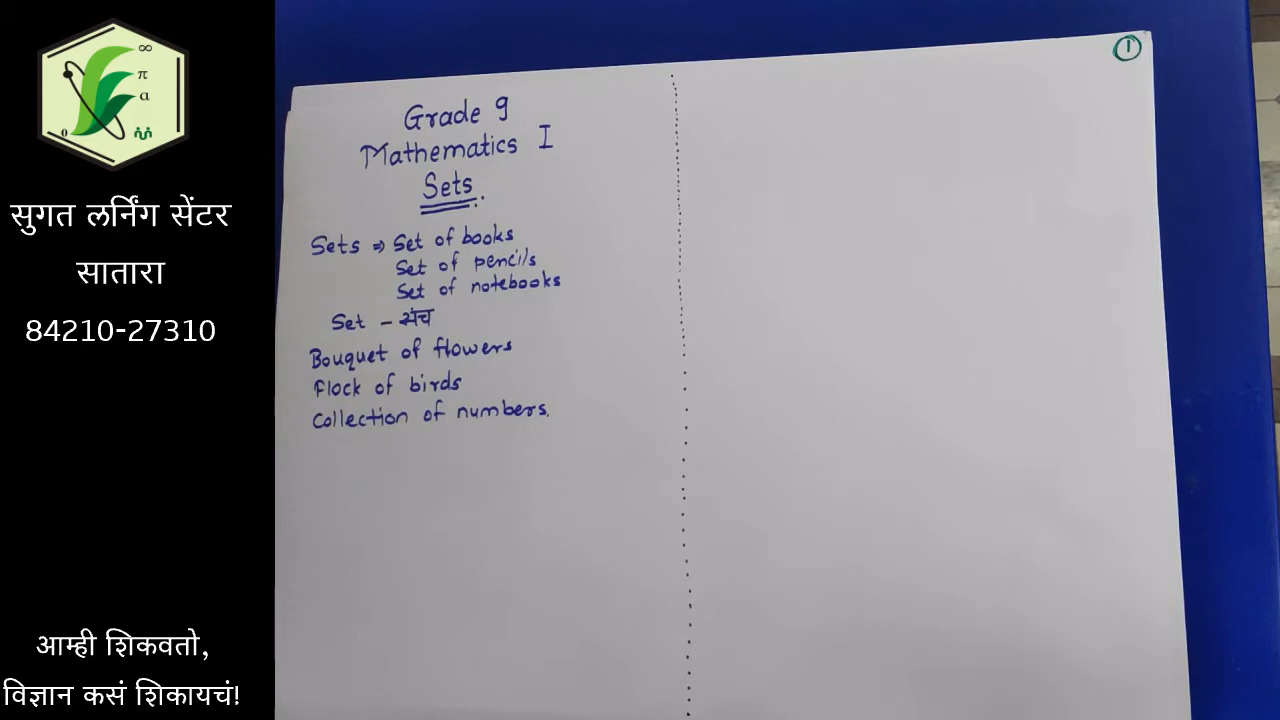 ∞
π
a
0
सुगत लर्निंग सेंटर
सातारा
84210-27310
आम्ही शिकवतो,
विज्ञान कसं शिकायचं!
1
Grade 9
Mathematics I
Sets
Sets ⇒ Set of books
Set of pencils
Set of notebooks
Set - संच
Bouquet of flowers
Flock of birds
Collection of numbers.